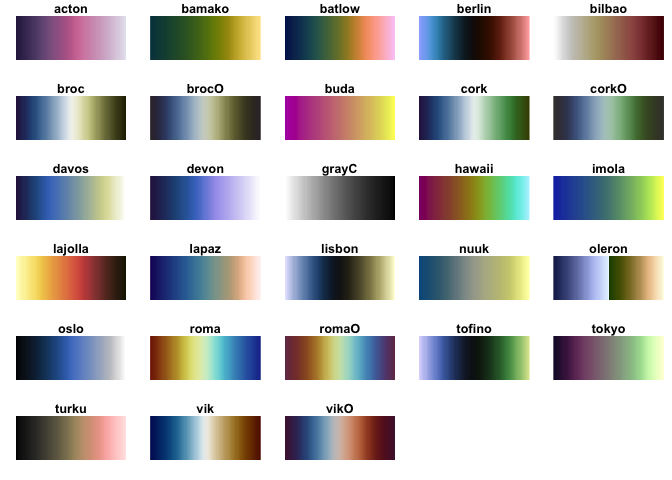 acton bamako batlow berlin bilbao
broc brocO buda cork corkO
davos devon grayC hawaii imola
lajolla lapaz lisbon nuuk oleron
oslo roma romaO tofino tokyo
turku vik vikO